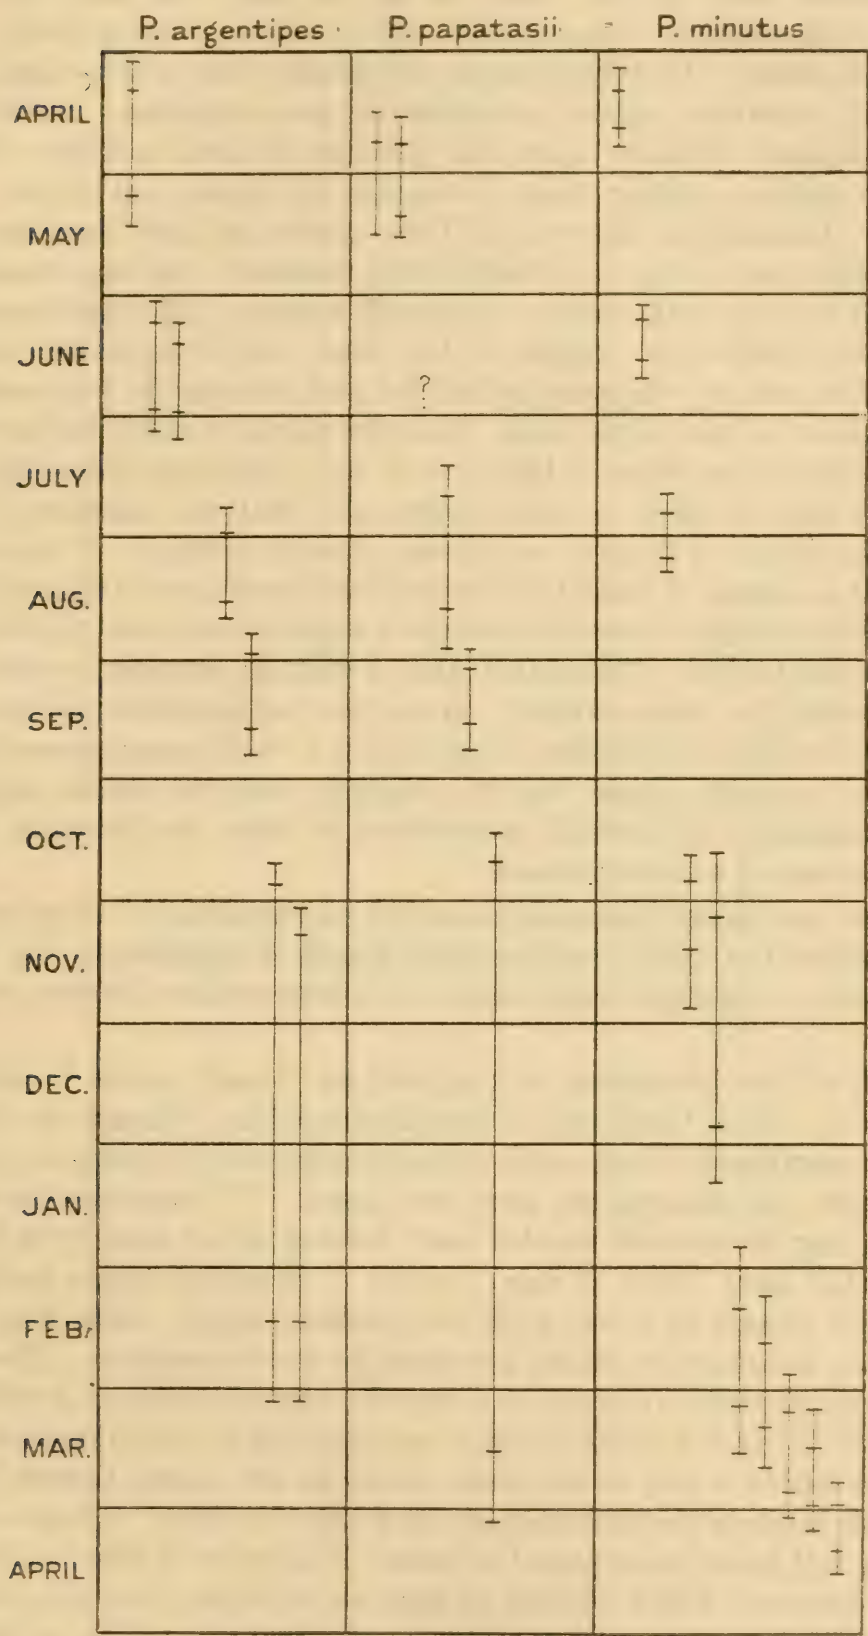 P. argentipes P. papatasii P. minutus
APRIL
MAY
JUNE
?
JULY
AUG.
SEP.
OCT.
NOV.
DEC.
JAN.
FEB.
MAR.
APRIL